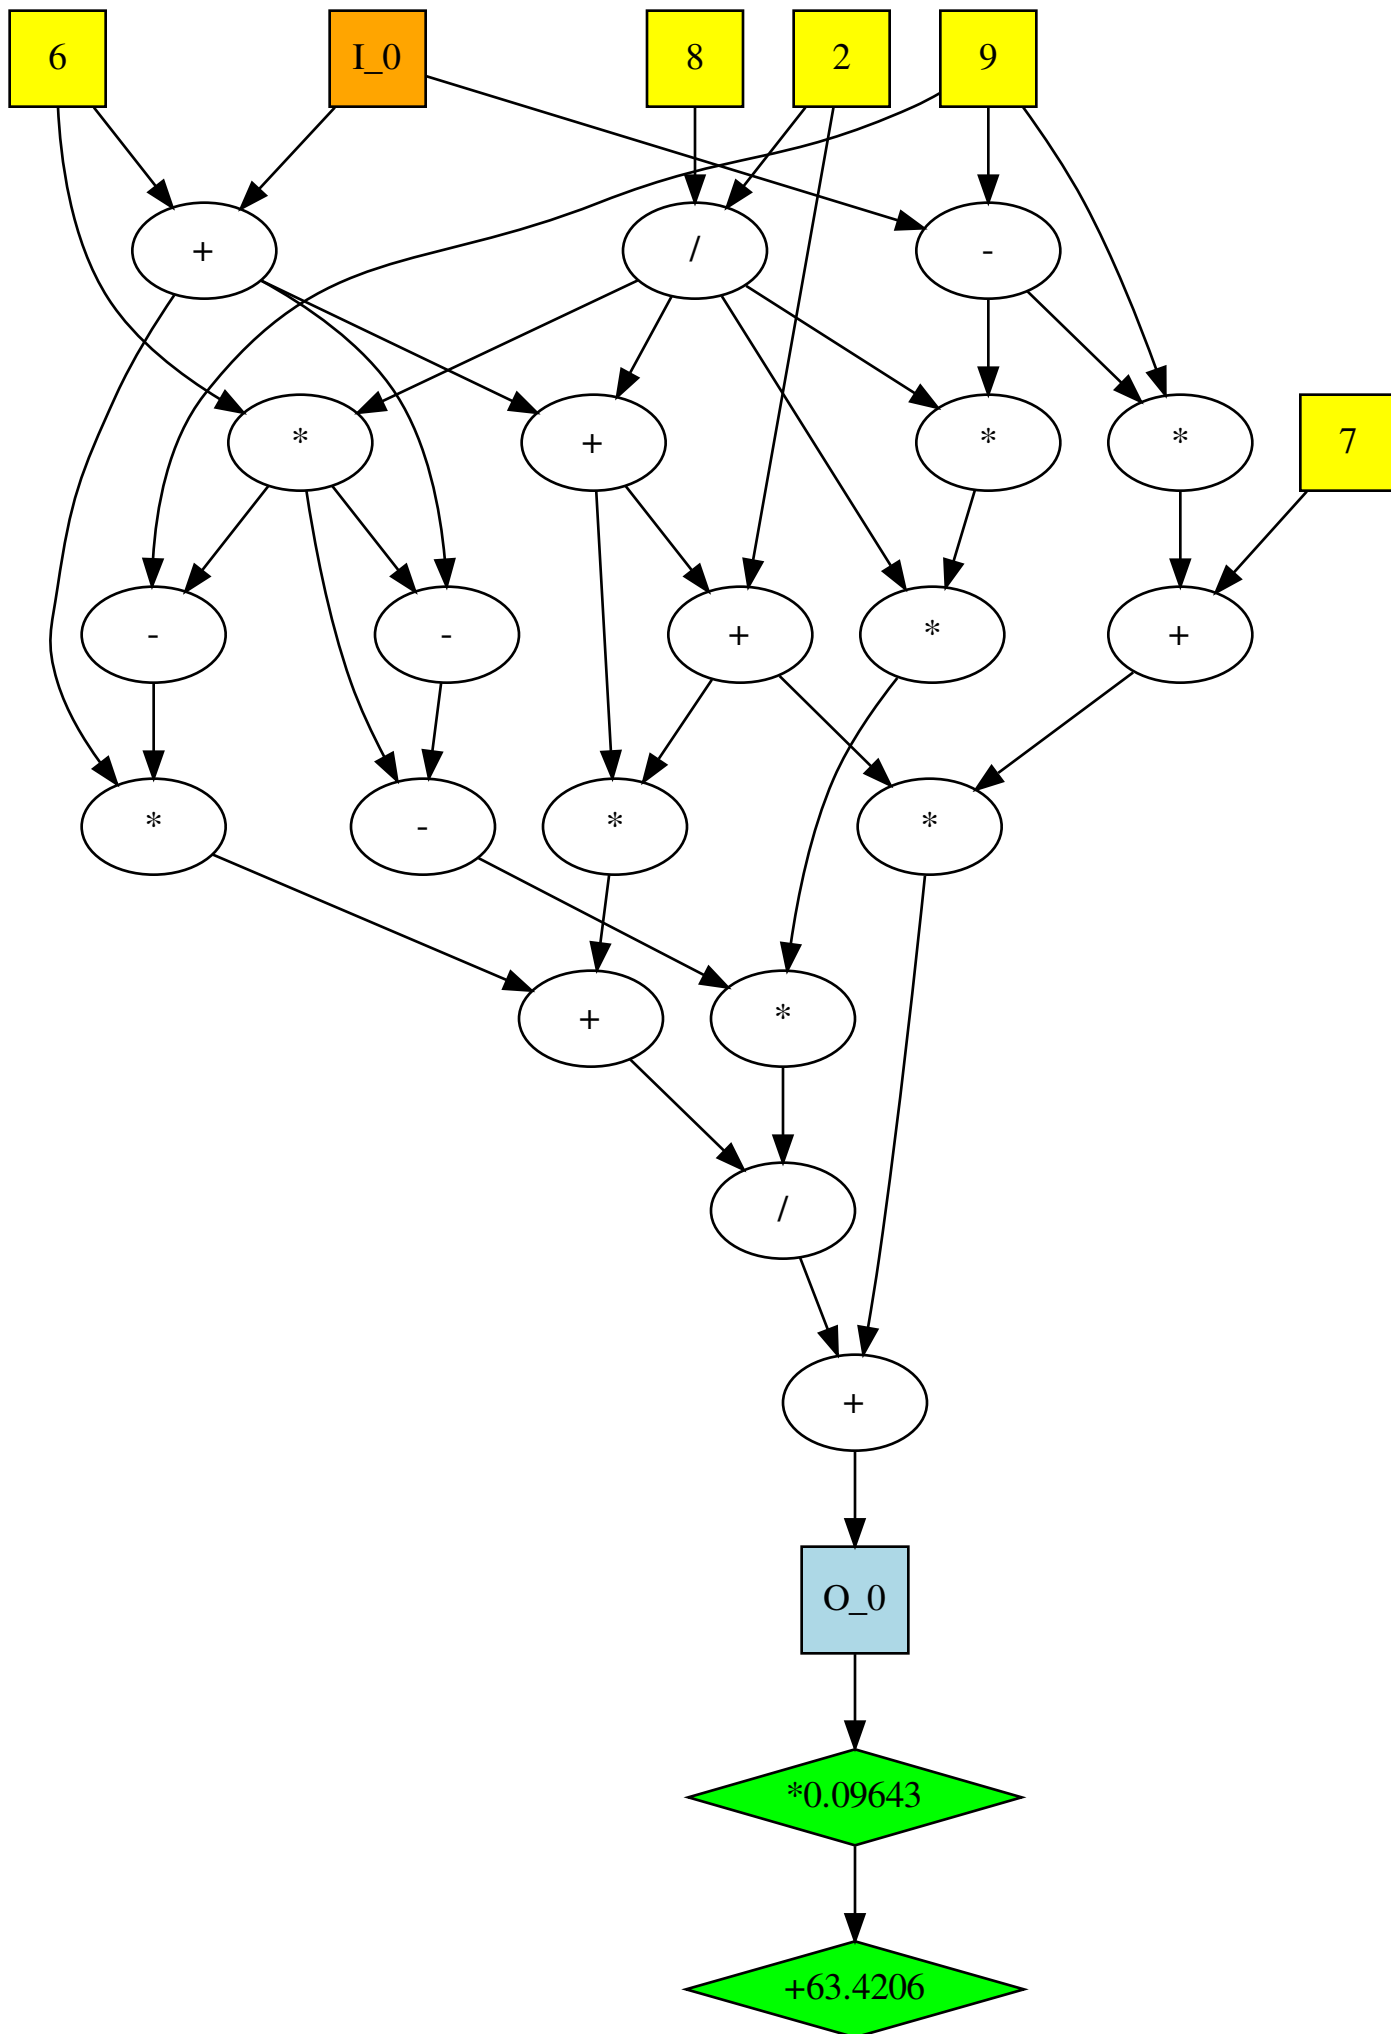 6 I_0 8 2 9
+ / -
* + * * 7
- - + * +
* - * *
+ *
/
+
O_0
*0.09643
+63.4206